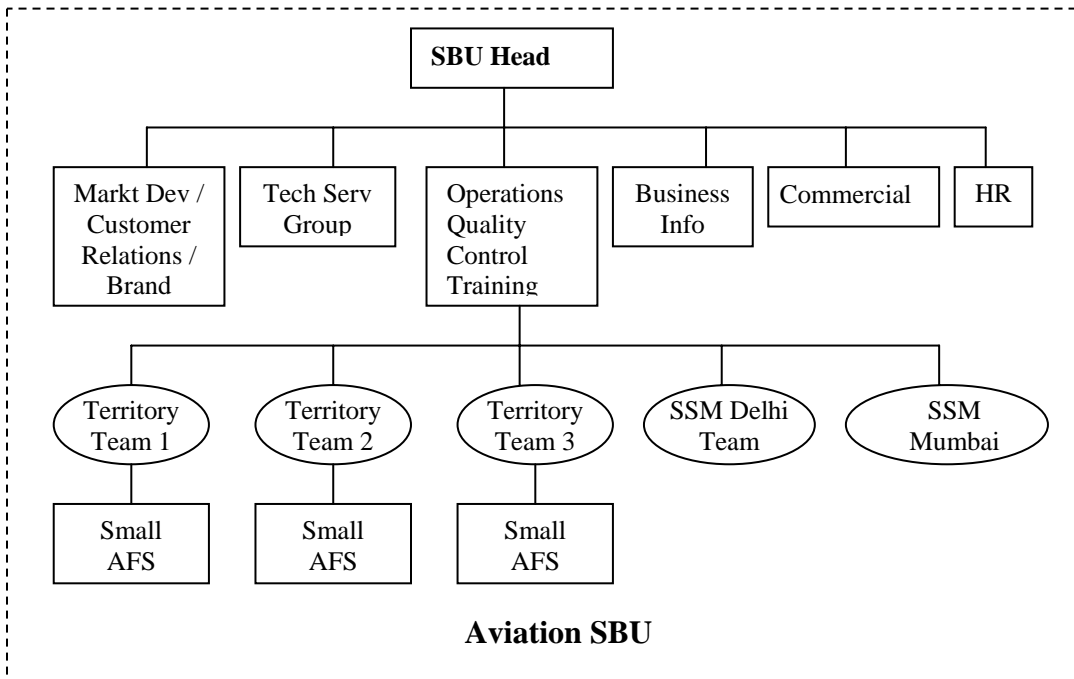 SBU Head
Markt Dev /
Customer
Relations /
Brand
Tech Serv
Group
Operations
Quality
Control
Training
Business
Info
Commercial
HR
Territory
Team 1
Territory
Team 2
Territory
Team 3
SSM Delhi
Team
SSM
Mumbai
Small
AFS
Small
AFS
Small
AFS
Aviation SBU